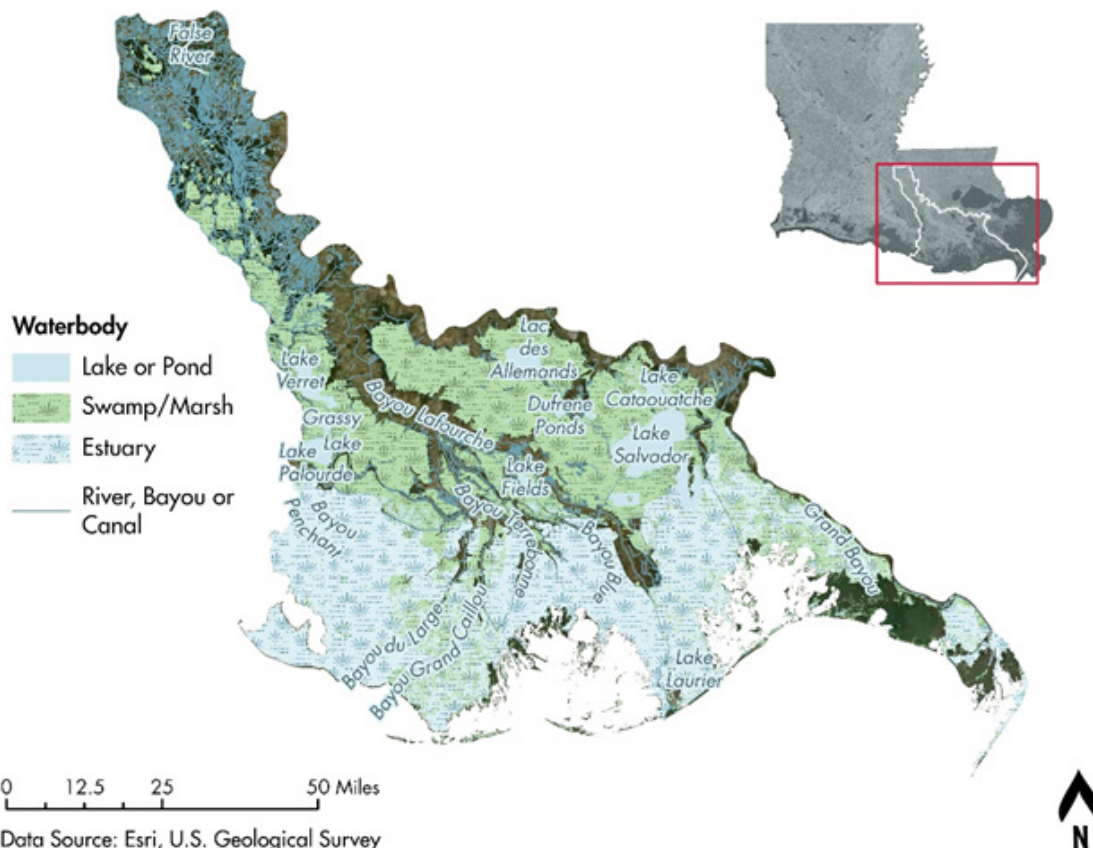 False
River
Waterbody
Lake or Pond
Swamp/Marsh
Estuary
River, Bayou or
Canal
Lac
des
Allemands
Lake
Verret
Lake
Cataouatche
Bayou Lafourche
Dufrene
Ponds
Grassy
Lake
Lake
Salvador
Lake
Palourde
Lake
Fields
Bayou
Penchant
Bayou Terrebonne
Bayou Blue
Grand Bayou
Bayou du Large
Bayou Grand Caillou
Lake
Laurier
0 12.5 25 50 Miles
Data Source: Esri, U.S. Geological Survey
N